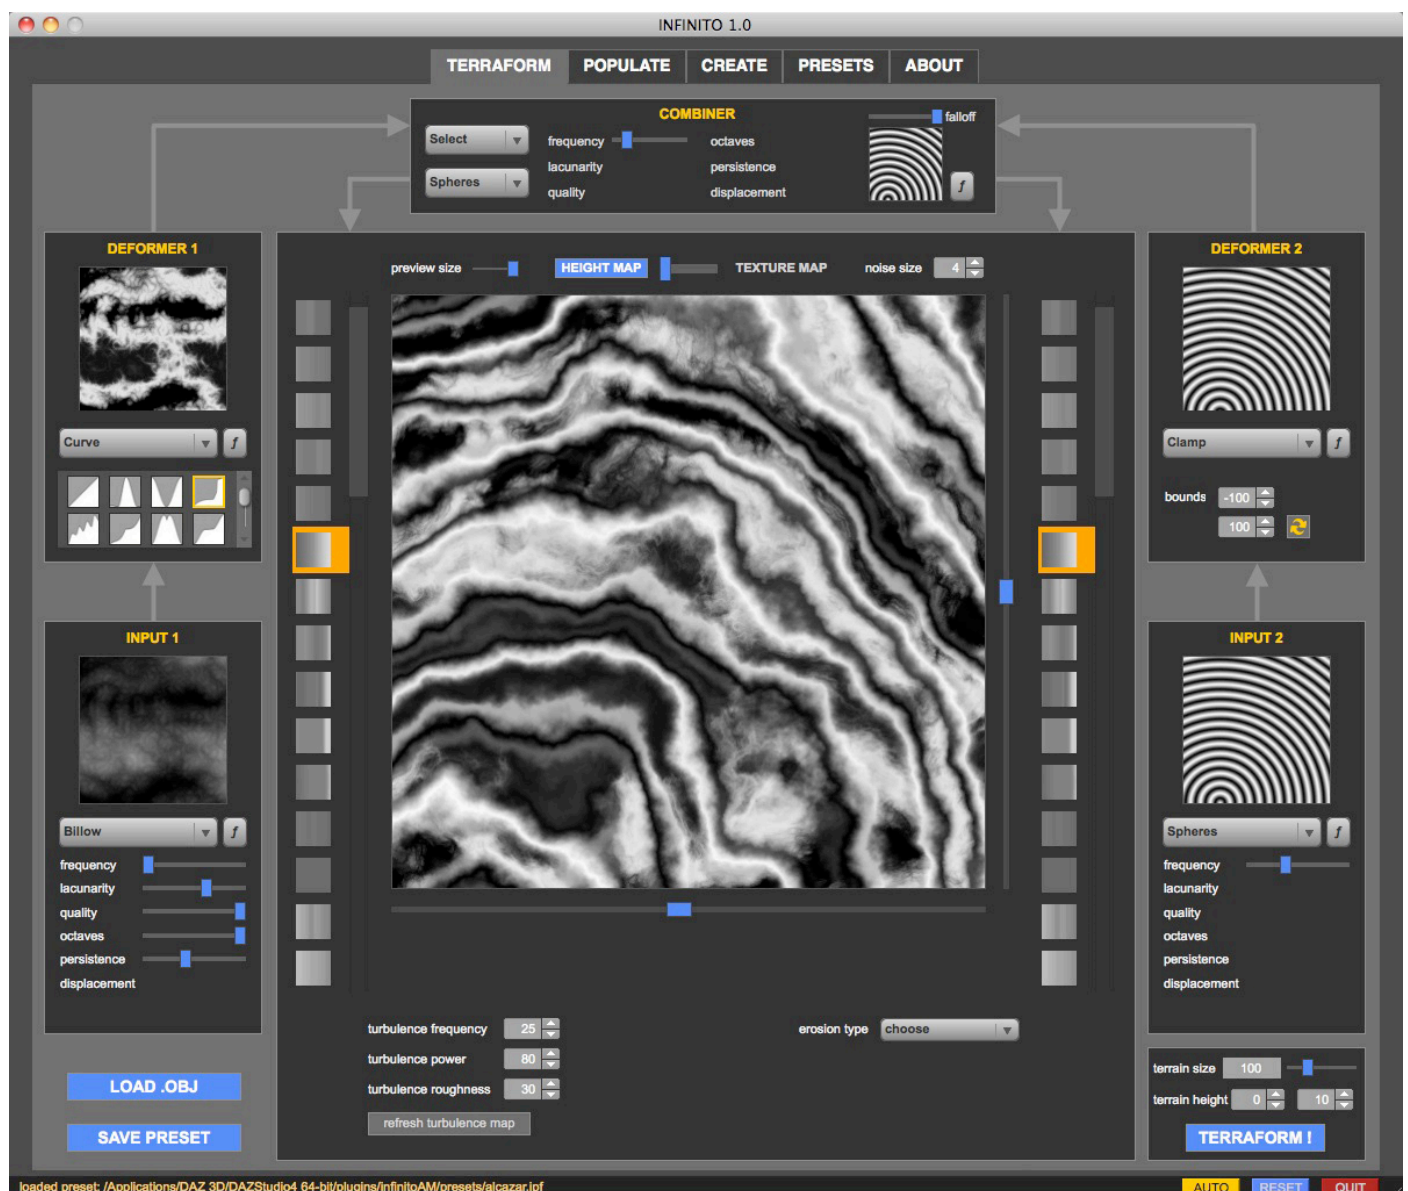 INFINITO 1.0
TERRAFORM POPULATE CREATE PRESETS ABOUT
COMBINER
falloff
Select
frequency
octaves
lacunarity
persistence
Spheres
quality
displacement
f
DEFORMER 1
Curve
f
INPUT 1
Billow
f
frequency
lacunarity
quality
octaves
persistence
displacement
LOAD .OBJ
SAVE PRESET
preview size
HEIGHT MAP
TEXTURE MAP
noise size 4
turbulence frequency 25
turbulence power 80
turbulence roughness 30
refresh turbulence map
erosion type choose
DEFORMER 2
Clamp
f
bounds -100
100
INPUT 2
Spheres
f
frequency
lacunarity
quality
octaves
persistence
displacement
terrain size 100
terrain height 0 10
TERRAFORM !
loaded preset: /Applications/DAZ 3D/DAZStudio4 64-bit/plugins/infinitoAM/presets/alcazar.ipf
AUTO RESET QUIT